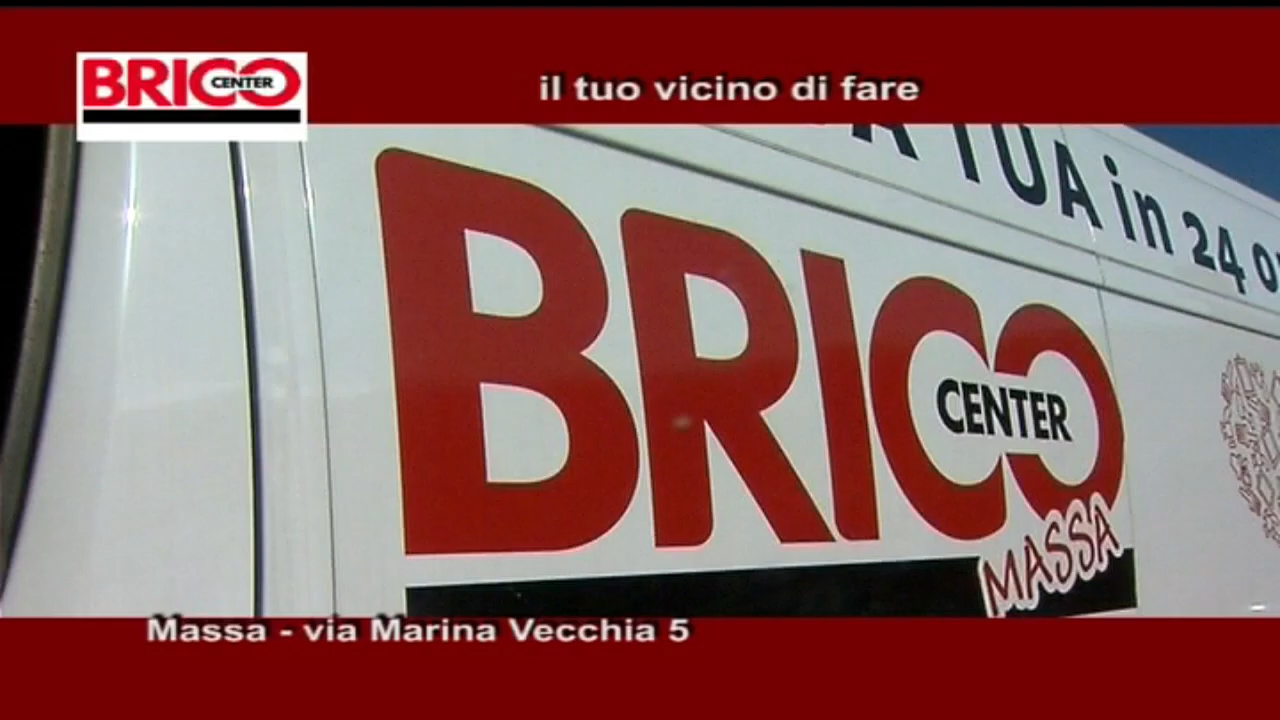 BRICO CENTER
il tuo vicino di fare
TUA in 24
BRICO
CENTER
MASSA
Massa - via Marina Vecchia 5